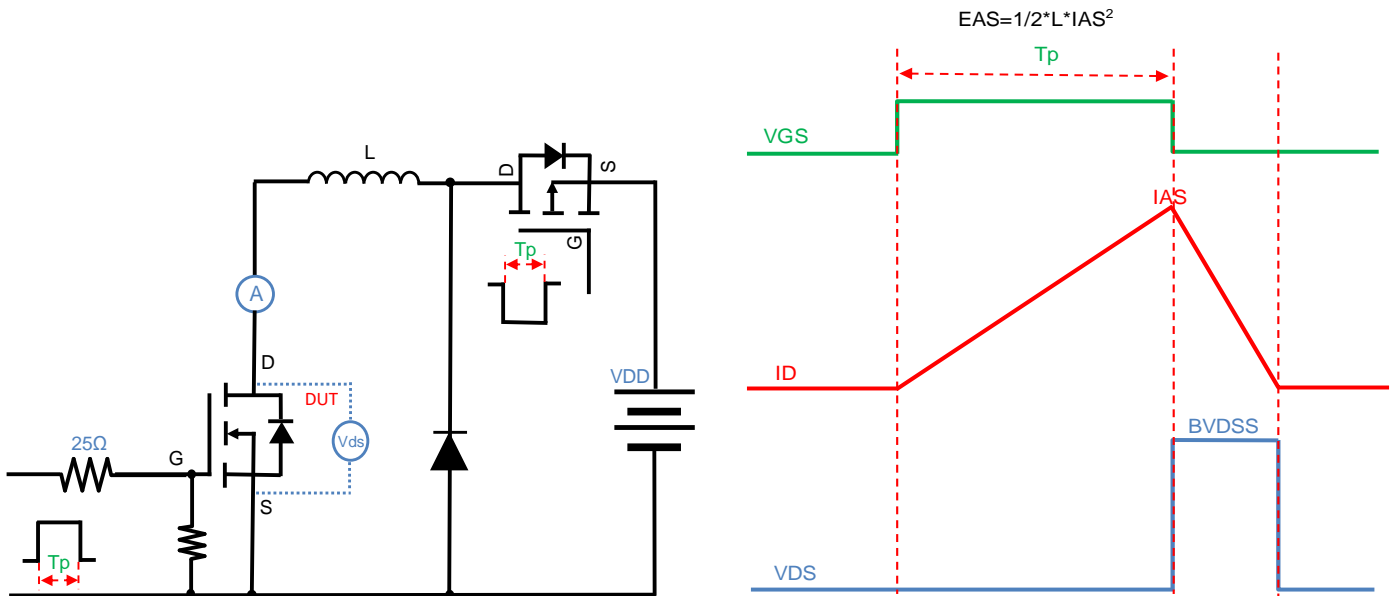 EAS=1/2*L*IAS²
Tp
VGS
IAS
ID
BVDSS
VDS
L
D
S
G
Tp
A
D
VDD
DUT
Vds
25Ω
G
S
Tp